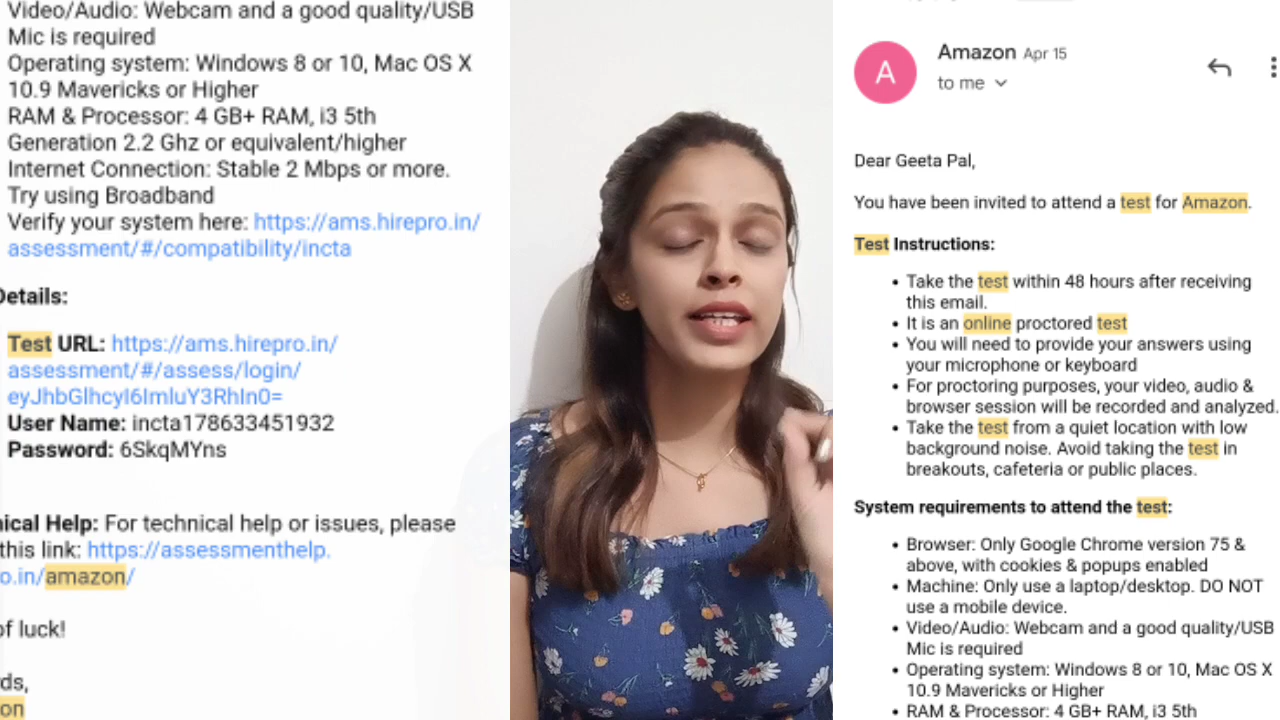 Video/Audio: Webcam and a good quality/USB
Mic is required
Operating system: Windows 8 or 10, Mac OS X
10.9 Mavericks or Higher
RAM & Processor: 4 GB+ RAM, i3 5th
Generation 2.2 Ghz or equivalent/higher
Internet Connection: Stable 2 Mbps or more.
Try using Broadband
Verify your system here: https://ams.hirepro.in/
assessment/#/compatibility/incta
Details:
Test URL: https://ams.hirepro.in/
assessment/#/assess/login/
eyJhbGlhcyI6ImluY3RhIn0=
User Name: incta178633451932
Password: 6SkqMYns
ical Help: For technical help or issues, please
this link: https://assessmenthelp.
o.in/amazon/
of luck!
ds,
on
A
Amazon Apr 15
to me
Dear Geeta Pal,
You have been invited to attend a test for Amazon.
Test Instructions:
• Take the test within 48 hours after receiving
this email.
• It is an online proctored test
• You will need to provide your answers using
your microphone or keyboard
• For proctoring purposes, your video, audio &
browser session will be recorded and analyzed.
• Take the test from a quiet location with low
background noise. Avoid taking the test in
breakouts, cafeteria or public places.
System requirements to attend the test:
• Browser: Only Google Chrome version 75 &
above, with cookies & popups enabled
• Machine: Only use a laptop/desktop. DO NOT
use a mobile device.
• Video/Audio: Webcam and a good quality/USB
Mic is required
• Operating system: Windows 8 or 10, Mac OS X
10.9 Mavericks or Higher
• RAM & Processor: 4 GB+ RAM, i3 5th